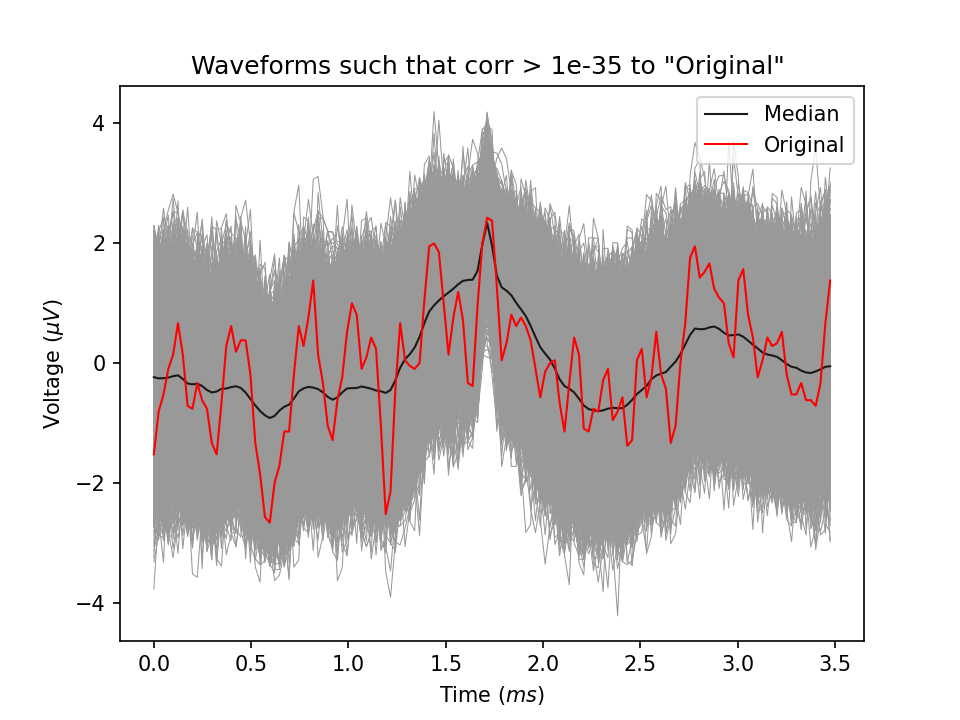 Waveforms such that corr > 1e-35 to "Original"
Median
Original
Voltage (μV)
4
2
0
−2
−4
0.0 0.5 1.0 1.5 2.0 2.5 3.0 3.5
Time (ms)